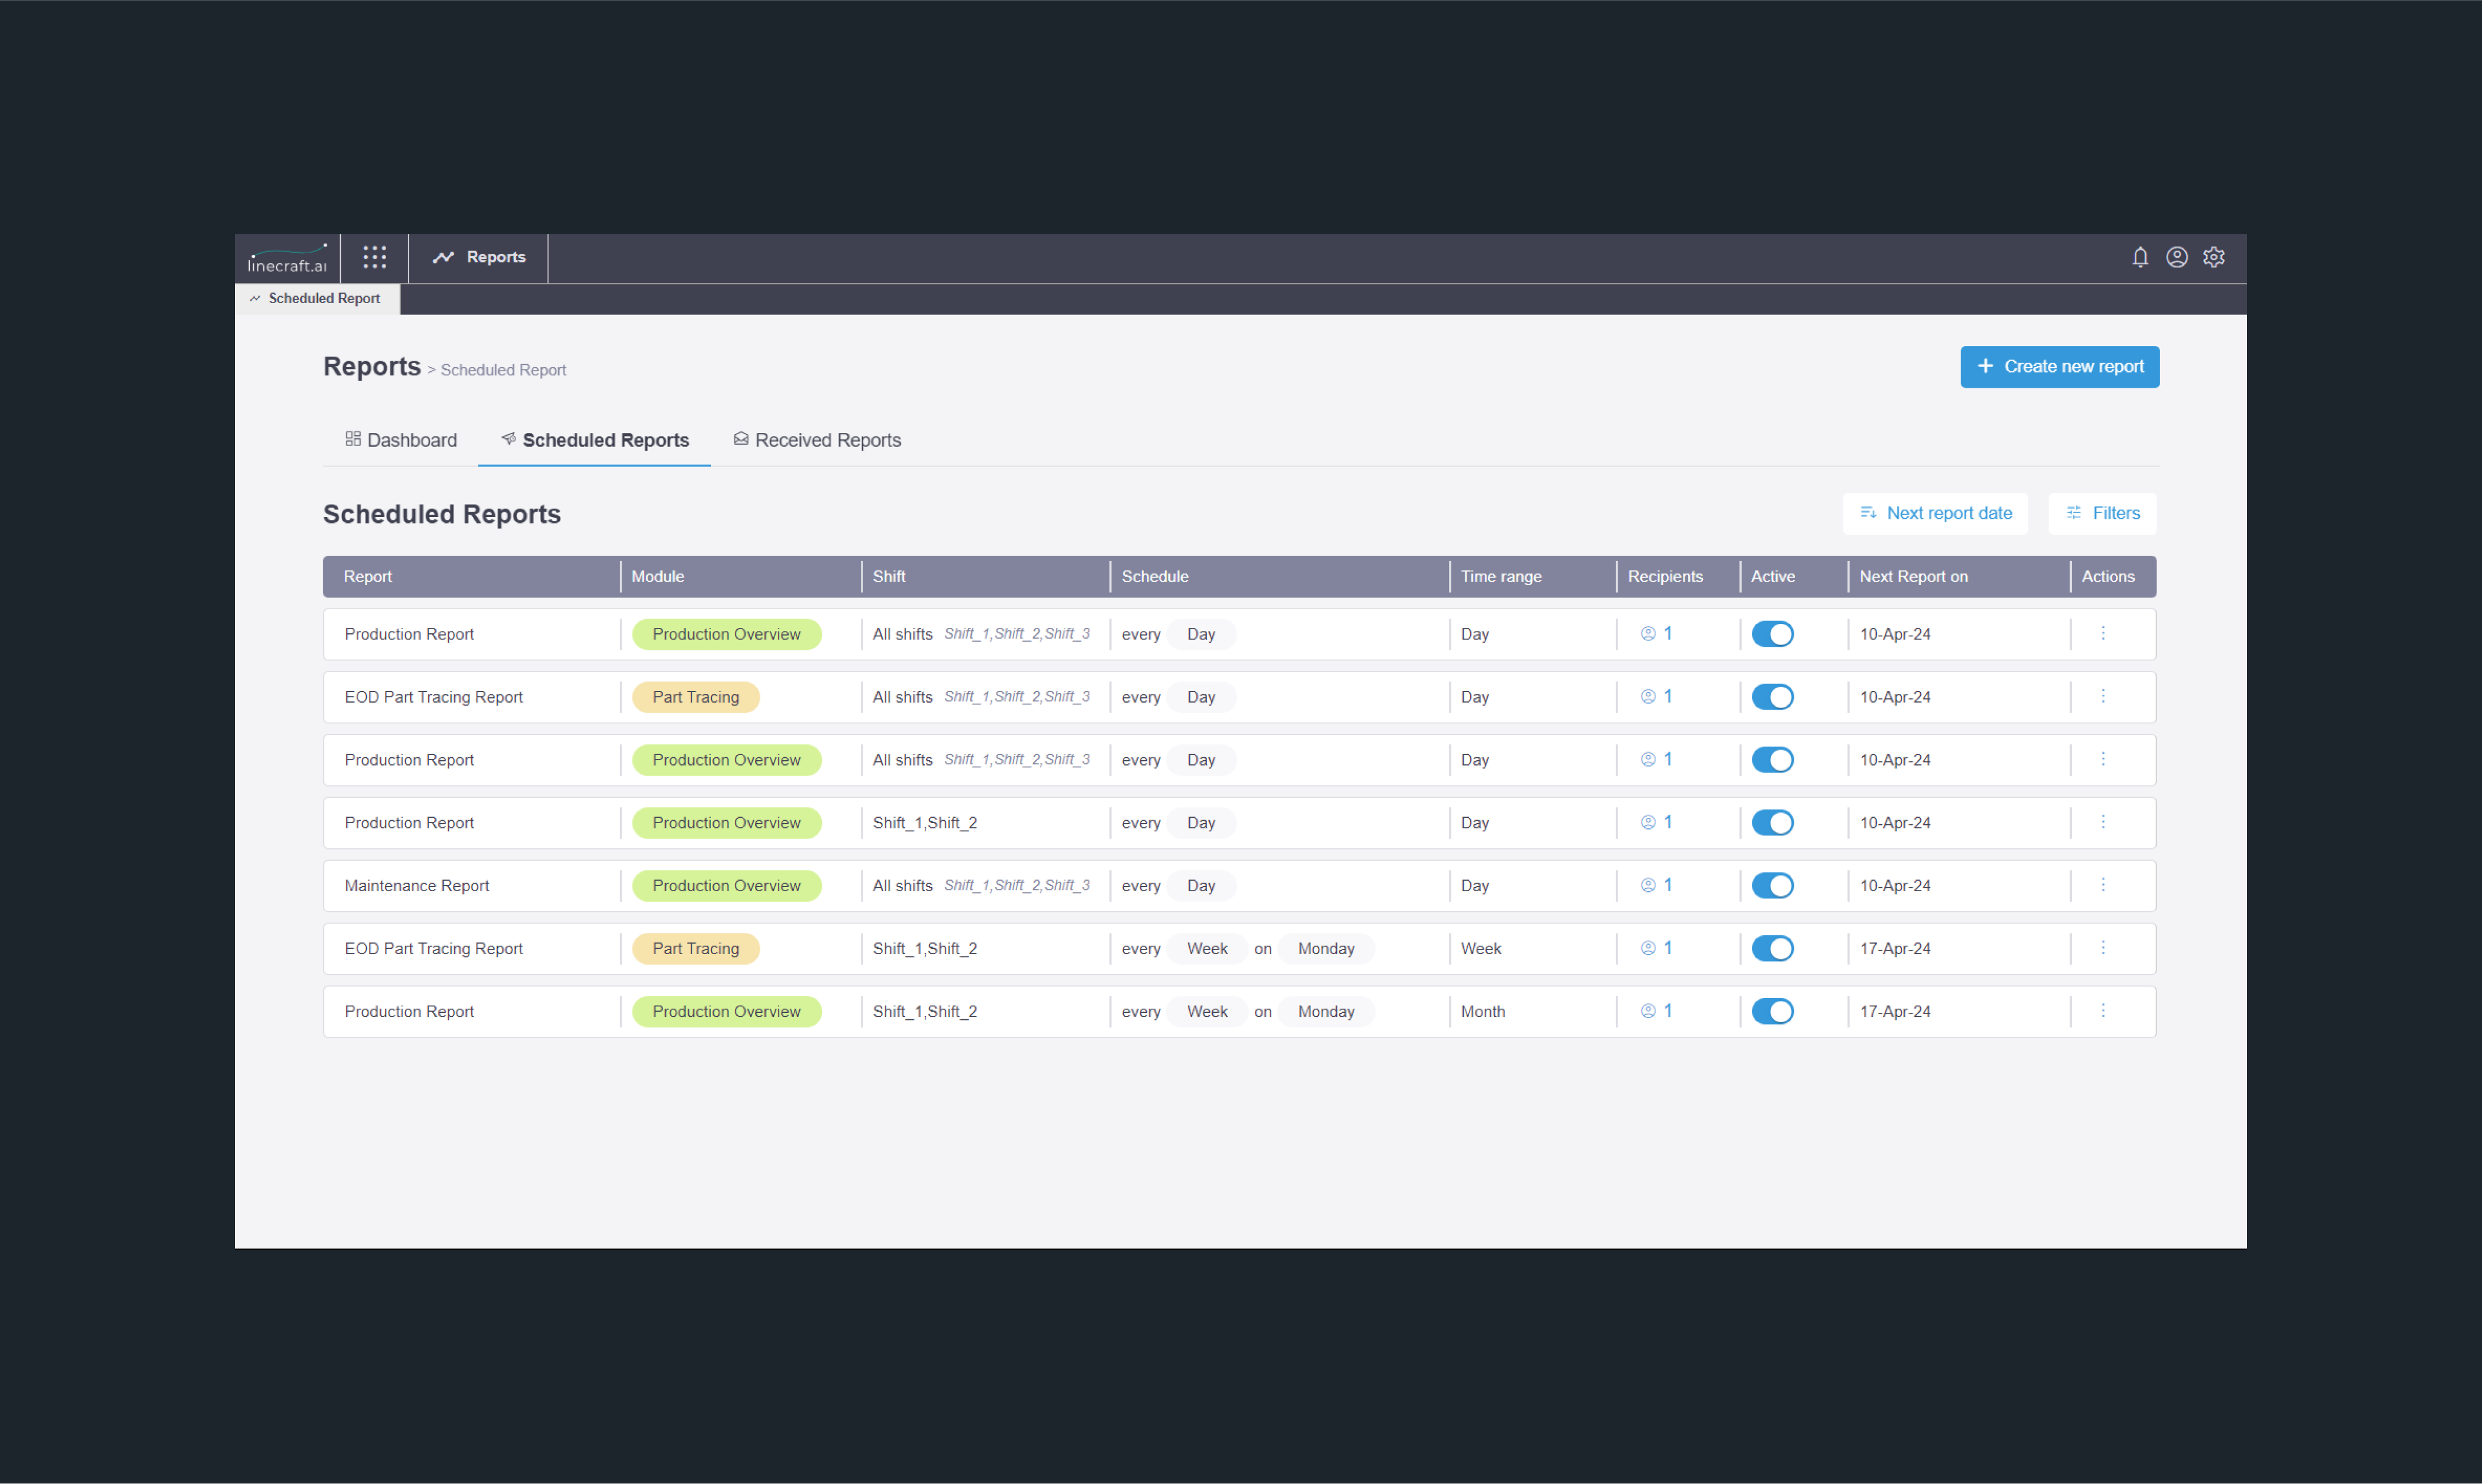 linecraft.ai Reports
Scheduled Report
Reports > Scheduled Report + Create new report
Dashboard Scheduled Reports Received Reports
Scheduled Reports Next report date Filters
Report Module Shift Schedule Time range Recipients Active Next Report on Actions
Production Report Production Overview All shifts Shift_1,Shift_2,Shift_3 every Day Day 1 10-Apr-24
EOD Part Tracing Report Part Tracing All shifts Shift_1,Shift_2,Shift_3 every Day Day 1 10-Apr-24
Production Report Production Overview All shifts Shift_1,Shift_2,Shift_3 every Day Day 1 10-Apr-24
Production Report Production Overview Shift_1,Shift_2 every Day Day 1 10-Apr-24
Maintenance Report Production Overview All shifts Shift_1,Shift_2,Shift_3 every Day Day 1 10-Apr-24
EOD Part Tracing Report Part Tracing Shift_1,Shift_2 every Week on Monday Week 1 17-Apr-24
Production Report Production Overview Shift_1,Shift_2 every Week on Monday Month 1 17-Apr-24